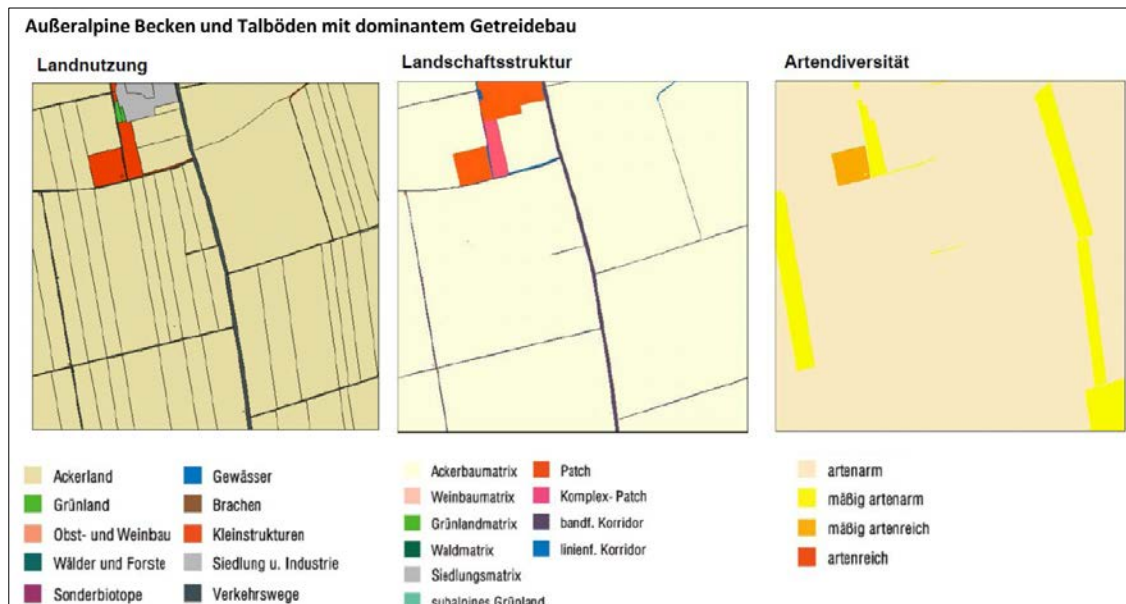 Außeralpine Becken und Talböden mit dominantem Getreidebau
Landnutzung
Landschaftsstruktur
Artendiversität
Ackerland
Grünland
Obst- und Weinbau
Wälder und Forste
Sonderbiotope
Gewässer
Brachen
Kleinstrukturen
Siedlung u. Industrie
Verkehrswege
Ackerbaumatrix
Weinbaumatrix
Grünlandmatrix
Waldmatrix
Siedlungsmatrix
subalpines Grünland
Patch
Komplex- Patch
bandf. Korridor
linienf. Korridor
artenarm
mäßig artenarm
mäßig artenreich
artenreich